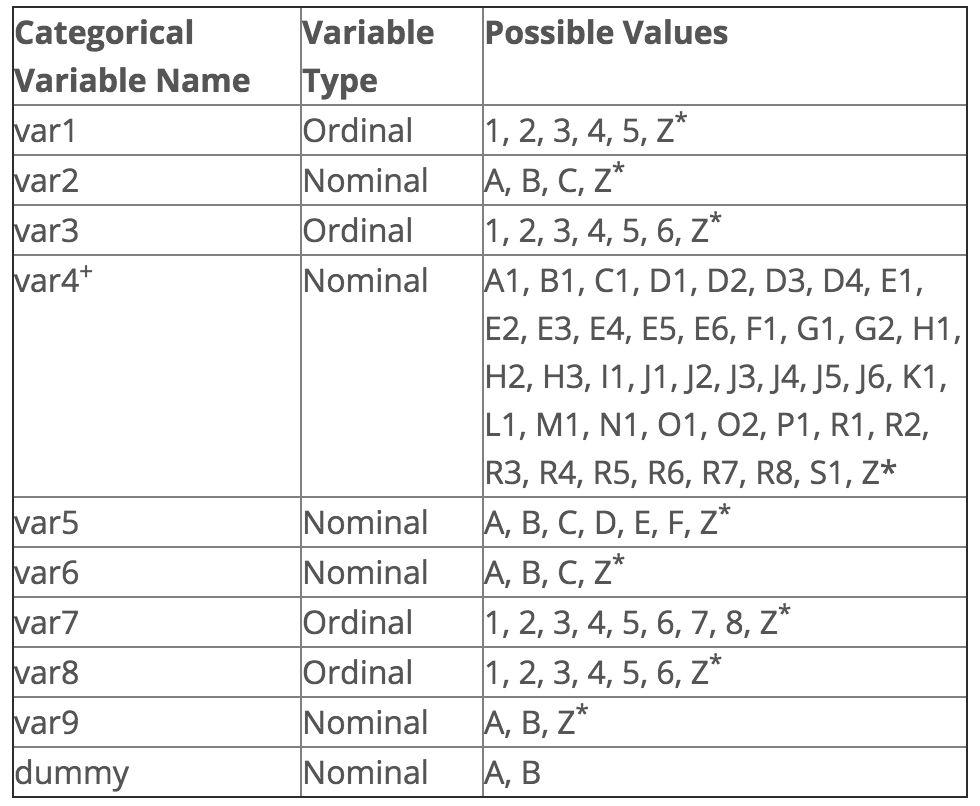 Categorical Variable Possible Values
Variable Name Type
var1 Ordinal 1, 2, 3, 4, 5, Z*
var2 Nominal A, B, C, Z*
var3 Ordinal 1, 2, 3, 4, 5, 6, Z*
var4+ Nominal A1, B1, C1, D1, D2, D3, D4, E1,
E2, E3, E4, E5, E6, F1, G1, G2, H1,
H2, H3, I1, J1, J2, J3, J4, J5, J6, K1,
L1, M1, N1, O1, O2, P1, R1, R2,
R3, R4, R5, R6, R7, R8, S1, Z*
var5 Nominal A, B, C, D, E, F, Z*
var6 Nominal A, B, C, Z*
var7 Ordinal 1, 2, 3, 4, 5, 6, 7, 8, Z*
var8 Ordinal 1, 2, 3, 4, 5, 6, Z*
var9 Nominal A, B, Z*
dummy Nominal A, B